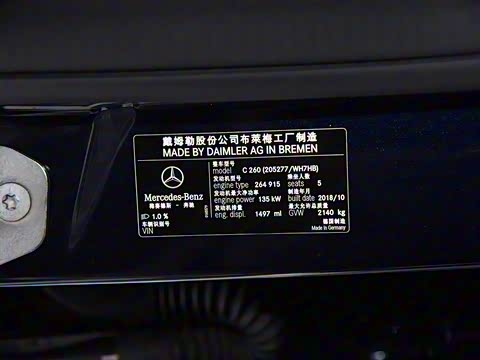 戴姆勒股份公司布莱梅工厂制造
MADE BY DAIMLER AG IN BREMEN
整车型号
model C 260 (205277/WH7HB)
发动机型号 乘坐人数
engine type 264 915 seats 5
发动机最大净功率 制造年月
engine power 135 kW built date 2018/10
发动机排量 最大允许总质量
eng. displ. 1497 ml GVW 2140 kg
Mercedes-Benz
梅赛德斯-奔驰
1.0 %
车辆识别号
VIN
德国制造
Made in Germany